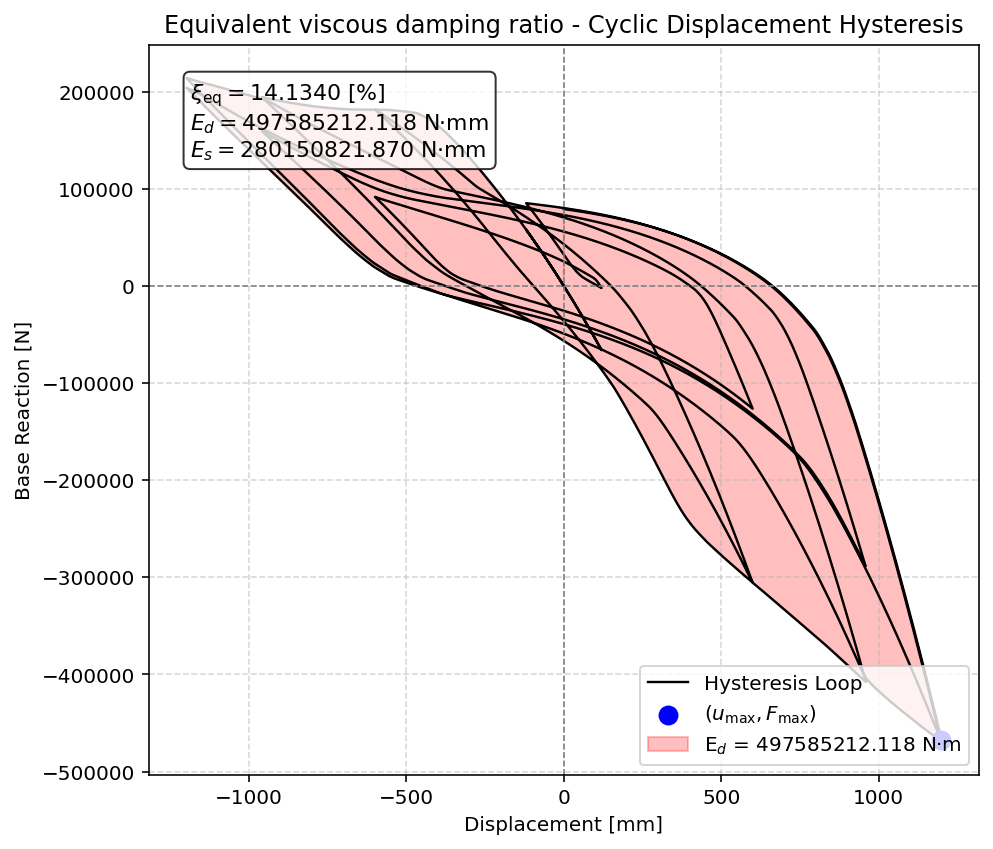 Equivalent viscous damping ratio - Cyclic Displacement Hysteresis
ξeq = 14.1340 [%]
Ed = 497585212.118 N·mm
Es = 280150821.870 N·mm
200000
100000
0
−100000
−200000
−300000
−400000
−500000
Base Reaction [N]
Hysteresis Loop
(umax, Fmax)
Ed = 497585212.118 N·m
−1000
−500
0
500
1000
Displacement [mm]